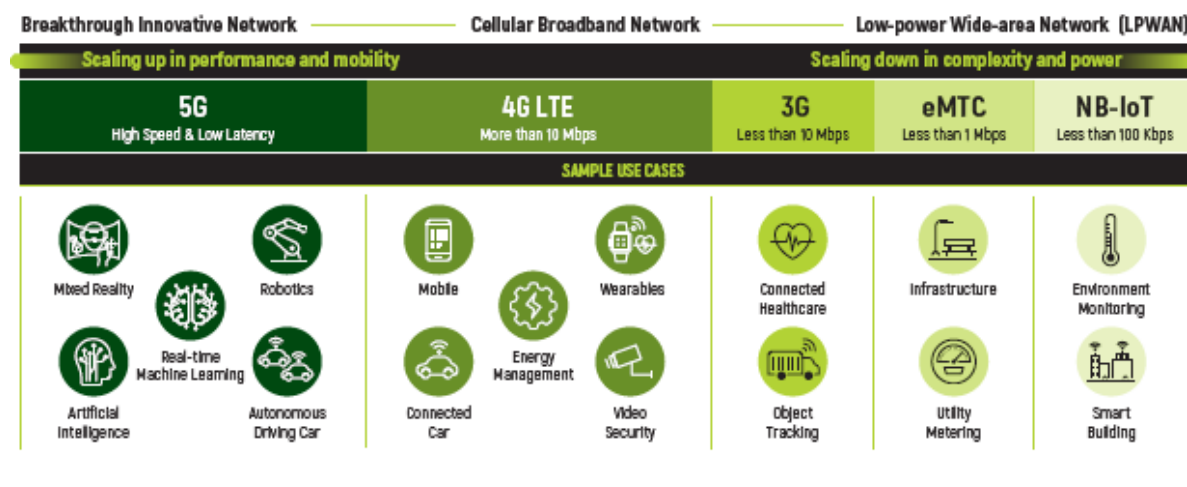 Breakthrough Innovative Network
Cellular Broadband Network
Low-power Wide-area Network (LPWAN)
Scaling up in performance and mobility
Scaling down in complexity and power
5G
High Speed & Low Latency
4G LTE
More than 10 Mbps
3G
Less than 10 Mbps
eMTC
Less than 1 Mbps
NB-IoT
Less than 100 Kbps
SAMPLE USE CASES
Mixed Reality
Robotics
Real-time
Machine Learning
Artificial
Intelligence
Autonomous
Driving Car
Mobile
Wearables
Energy
Management
Connected
Car
Video
Security
Connected
Healthcare
Object
Tracking
Infrastructure
Utility
Metering
Environment
Monitoring
Smart
Building